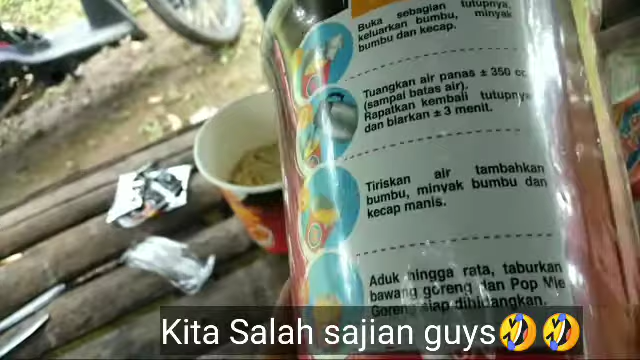 Buka sebagian tutupnya,
keluarkan bumbu, minyak
bumbu dan kecap.
Tuangkan air panas ± 350 cc
(sampai batas air).
Rapatkan kembali tutupnya
dan biarkan ± 3 menit.
Tiriskan air tambahkan
bumbu, minyak bumbu dan
kecap manis.
Aduk hingga rata, taburkan
bawang goreng dan Pop Mie
Goreng siap dihidangkan.
Kita Salah sajian guys🤣🤣